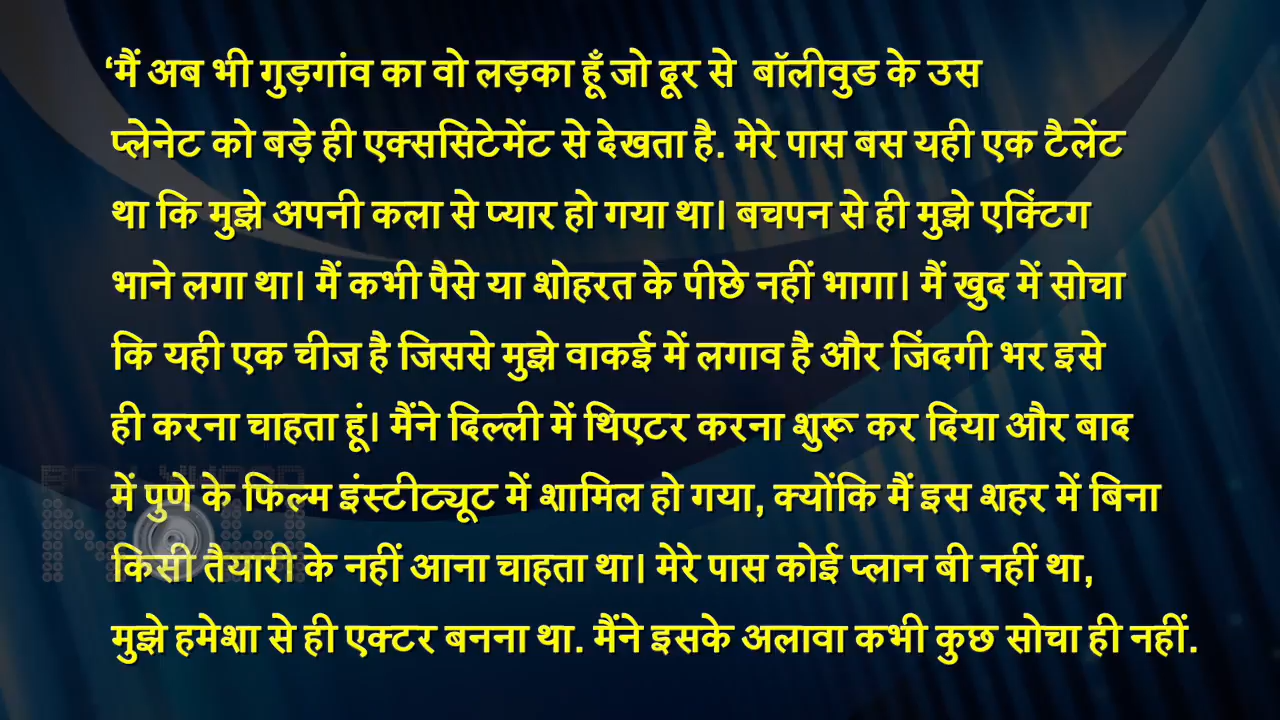 ‘मैं अब भी गुड़गांव का वो लड़का हूँ जो दूर से बॉलीवुड के उस
प्लेनेट को बड़े ही एक्ससिटेमेंट से देखता है. मेरे पास बस यही एक टैलेंट
था कि मुझे अपनी कला से प्यार हो गया था। बचपन से ही मुझे एक्टिंग
भाने लगा था। मैं कभी पैसे या शोहरत के पीछे नहीं भागा। मैं खुद में सोचा
कि यही एक चीज है जिससे मुझे वाकई में लगाव है और जिंदगी भर इसे
ही करना चाहता हूं। मैंने दिल्ली में थिएटर करना शुरू कर दिया और बाद
में पुणे के फिल्म इंस्टीट्यूट में शामिल हो गया, क्योंकि मैं इस शहर में बिना
किसी तैयारी के नहीं आना चाहता था। मेरे पास कोई प्लान बी नहीं था,
मुझे हमेशा से ही एक्टर बनना था. मैंने इसके अलावा कभी कुछ सोचा ही नहीं.